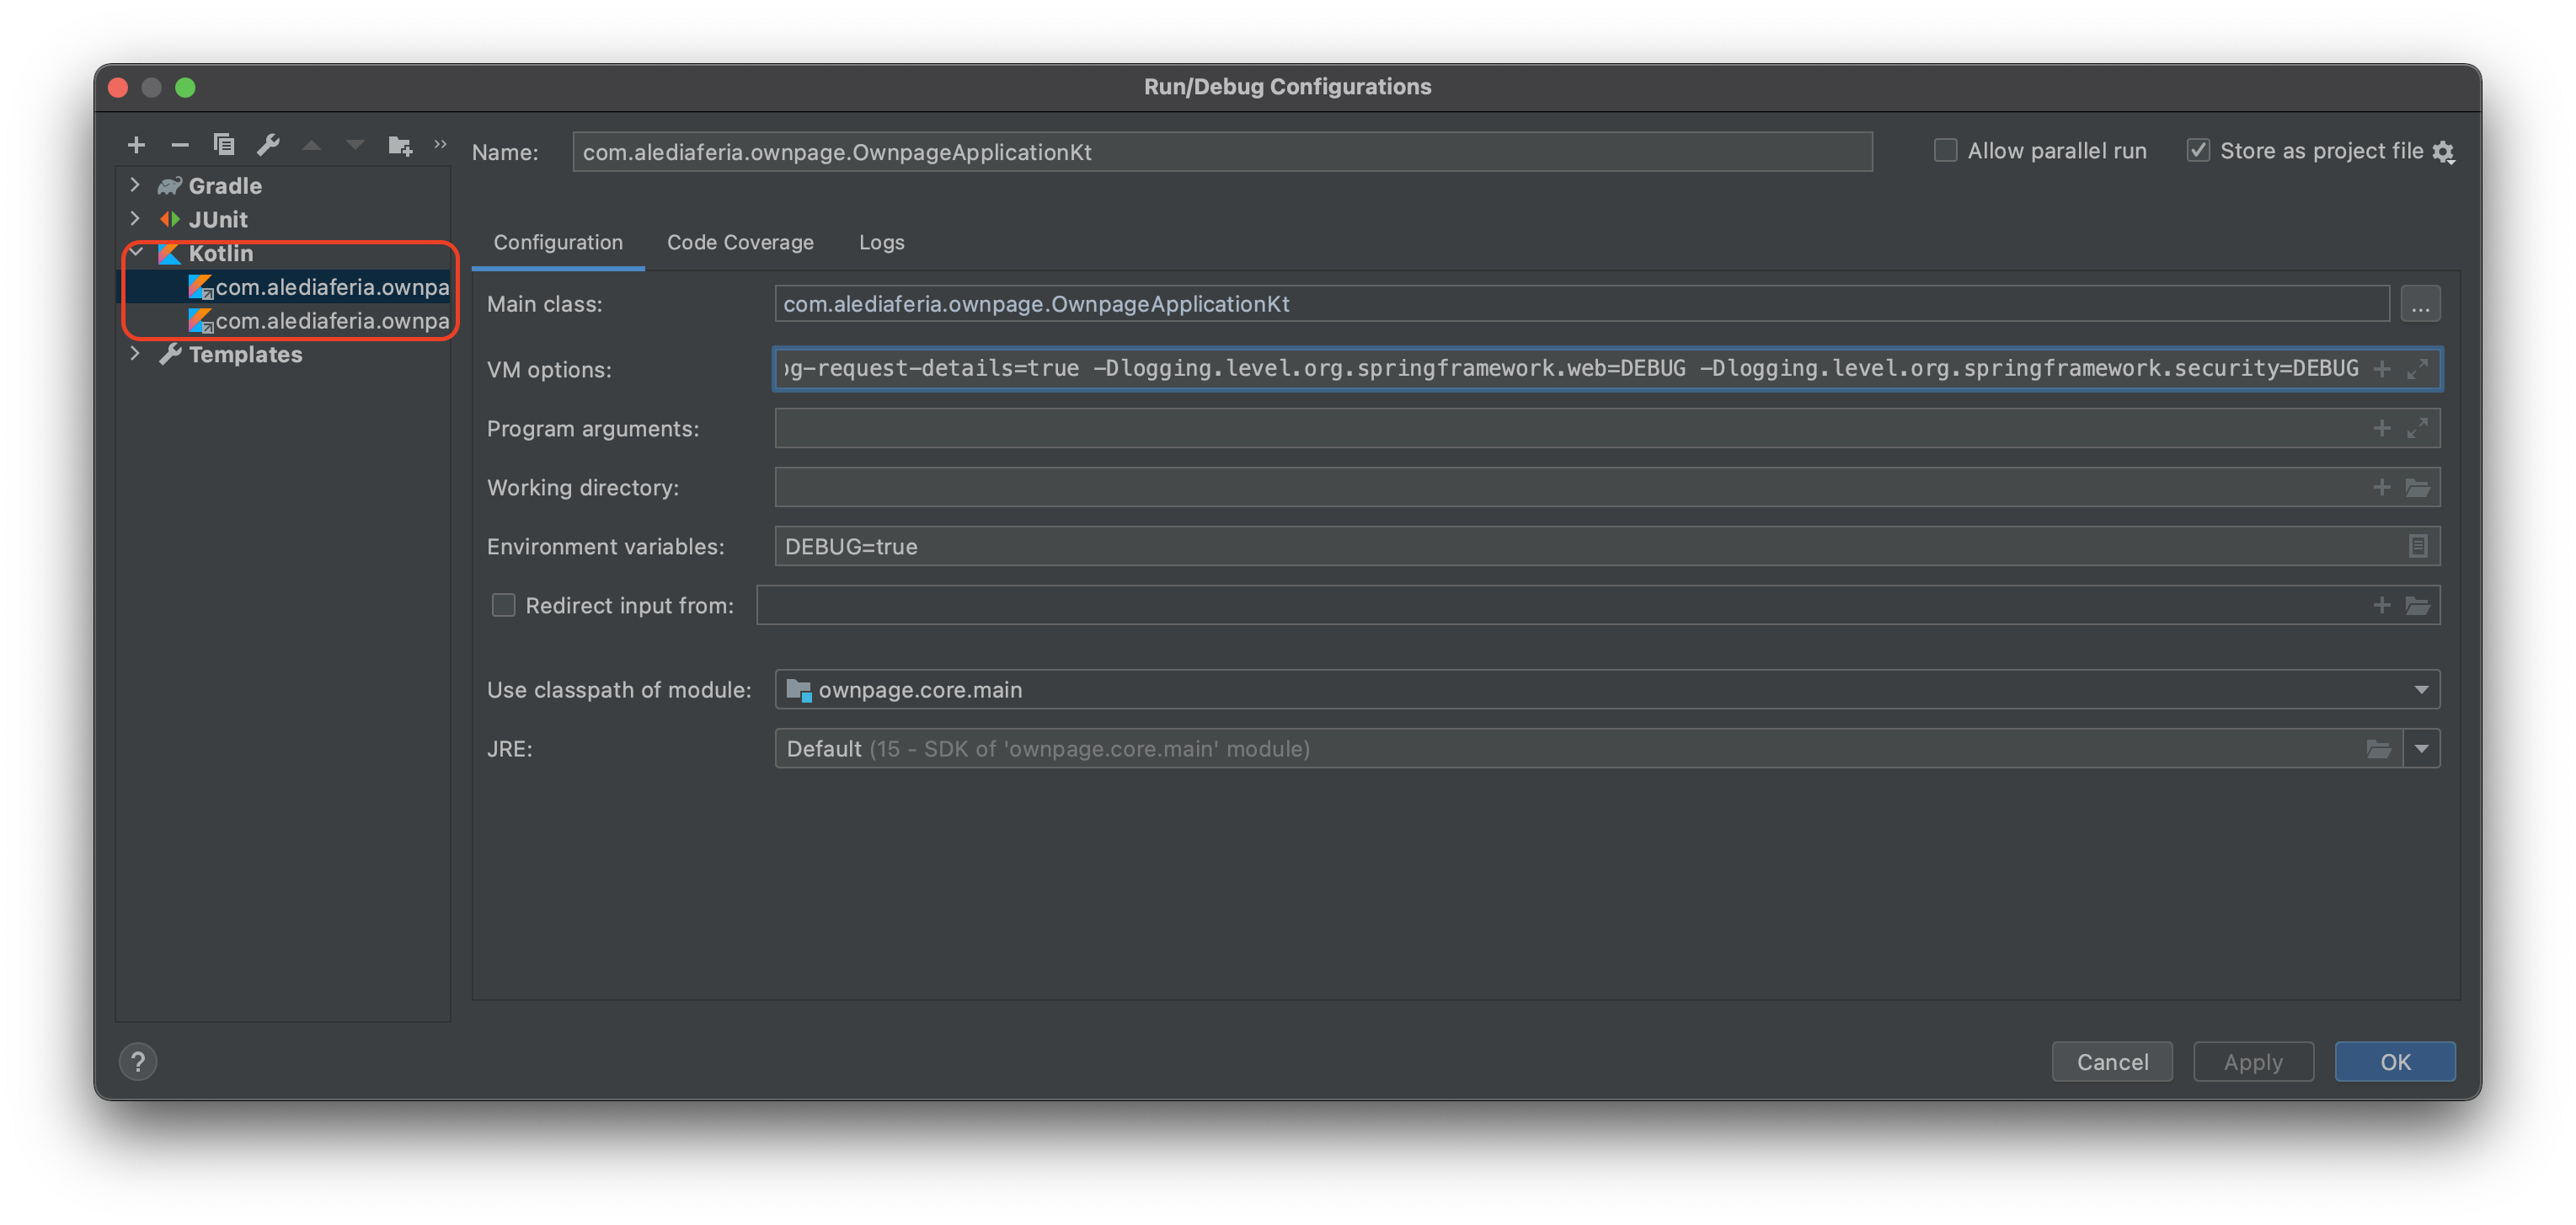 Run/Debug Configurations
Name: com.alediaferia.ownpage.OwnpageApplicationKt Allow parallel run Store as project file
Gradle
JUnit
Kotlin
com.alediaferia.ownpa
com.alediaferia.ownpa
Templates
Configuration Code Coverage Logs
Main class: com.alediaferia.ownpage.OwnpageApplicationKt ...
VM options: og-request-details=true -Dlogging.level.org.springframework.web=DEBUG -Dlogging.level.org.springframework.security=DEBUG
Program arguments:
Working directory:
Environment variables: DEBUG=true
Redirect input from:
Use classpath of module: ownpage.core.main
JRE: Default (15 - SDK of 'ownpage.core.main' module)
? Cancel Apply OK